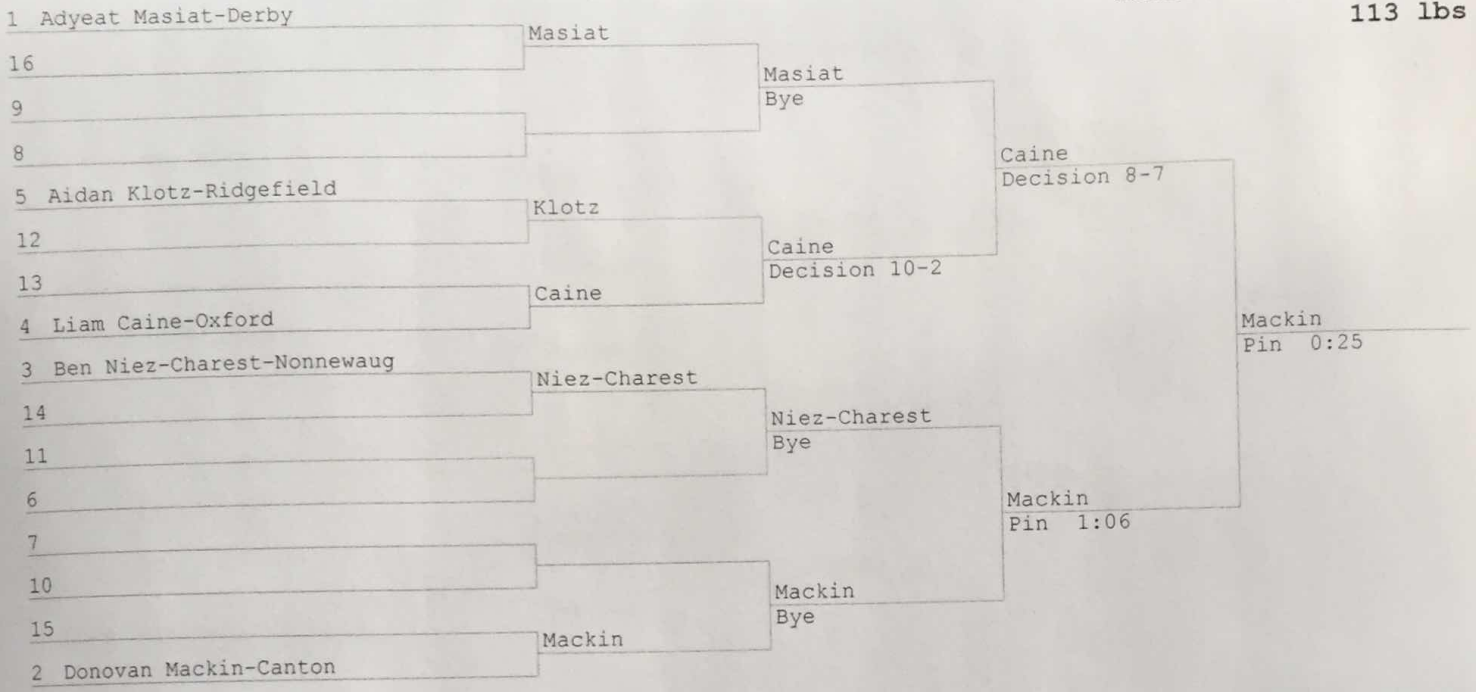 113 lbs
1 Adyeat Masiat-Derby
Masiat
16
Masiat
Bye
9
8
Caine
Decision 8-7
5 Aidan Klotz-Ridgefield
Klotz
12
Caine
Decision 10-2
13
Caine
4 Liam Caine-Oxford
Mackin
Pin 0:25
3 Ben Niez-Charest-Nonnewaug
Niez-Charest
14
Niez-Charest
Bye
11
6
Mackin
Pin 1:06
7
10
Mackin
Bye
15
Mackin
2 Donovan Mackin-Canton